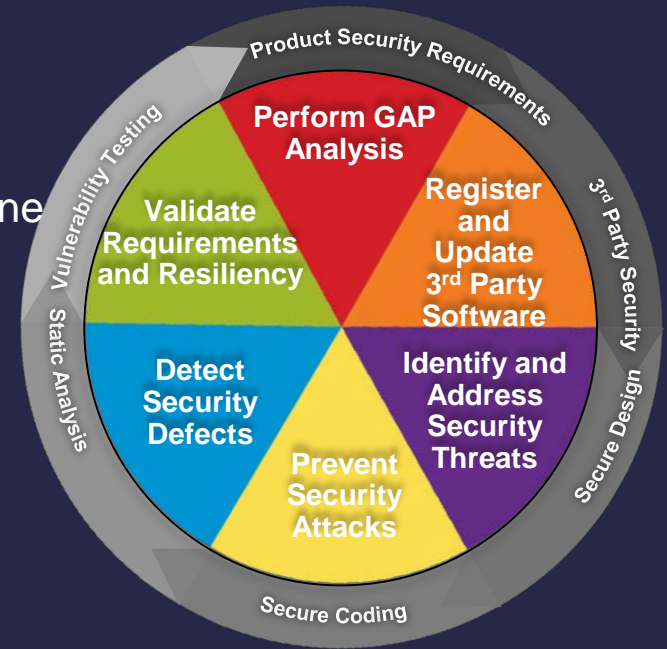 Product Security Requirements
3rd Party Security
Secure Design
Secure Coding
Static Analysis
Vulnerability Testing
ne
Perform GAP
Analysis
Register
and
Update
3rd Party
Software
Identify and
Address
Security
Threats
Prevent
Security
Attacks
Detect
Security
Defects
Validate
Requirements
and Resiliency